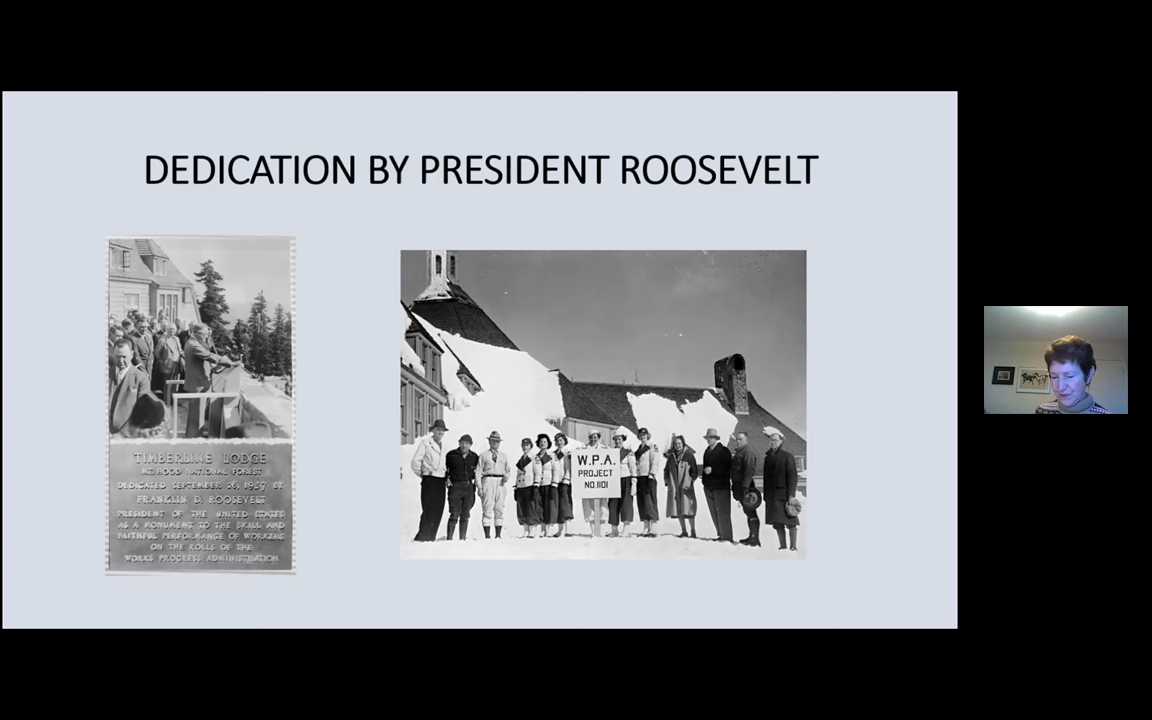 DEDICATION BY PRESIDENT ROOSEVELT
TIMBERLINE LODGE
MT. HOOD NATIONAL FOREST
DEDICATED SEPTEMBER 28, 1937 BY
FRANKLIN D. ROOSEVELT
PRESIDENT OF THE UNITED STATES
AS A MONUMENT TO THE SKILL AND
FAITHFUL PERFORMANCE OF WORKERS
ON THE ROLLS OF THE
WORKS PROGRESS ADMINISTRATION
W.P.A.
PROJECT
NO. 1101